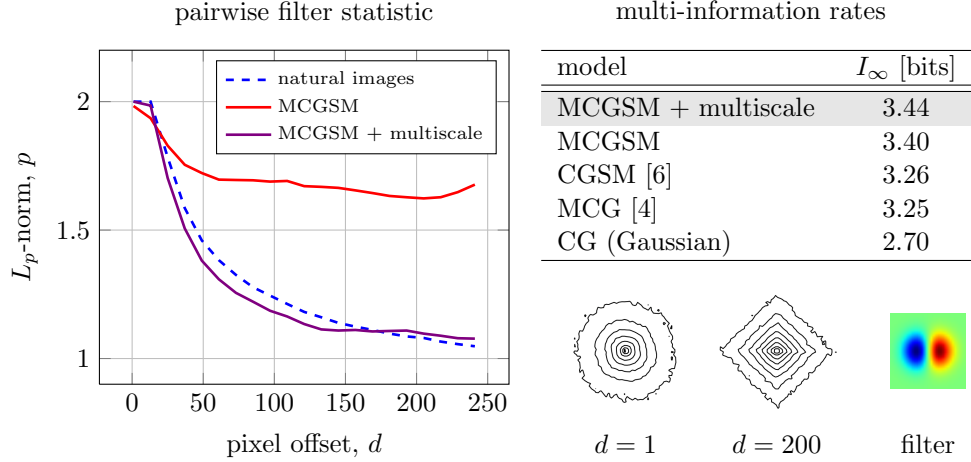 pairwise filter statistic
natural images
MCGSM
MCGSM + multiscale
2
1.5
1
0
50
100
150
200
250
L_p-norm, p
pixel offset, d
multi-information rates
model I_∞ [bits]
MCGSM + multiscale 3.44
MCGSM 3.40
CGSM [6] 3.26
MCG [4] 3.25
CG (Gaussian) 2.70
d = 1
d = 200
filter